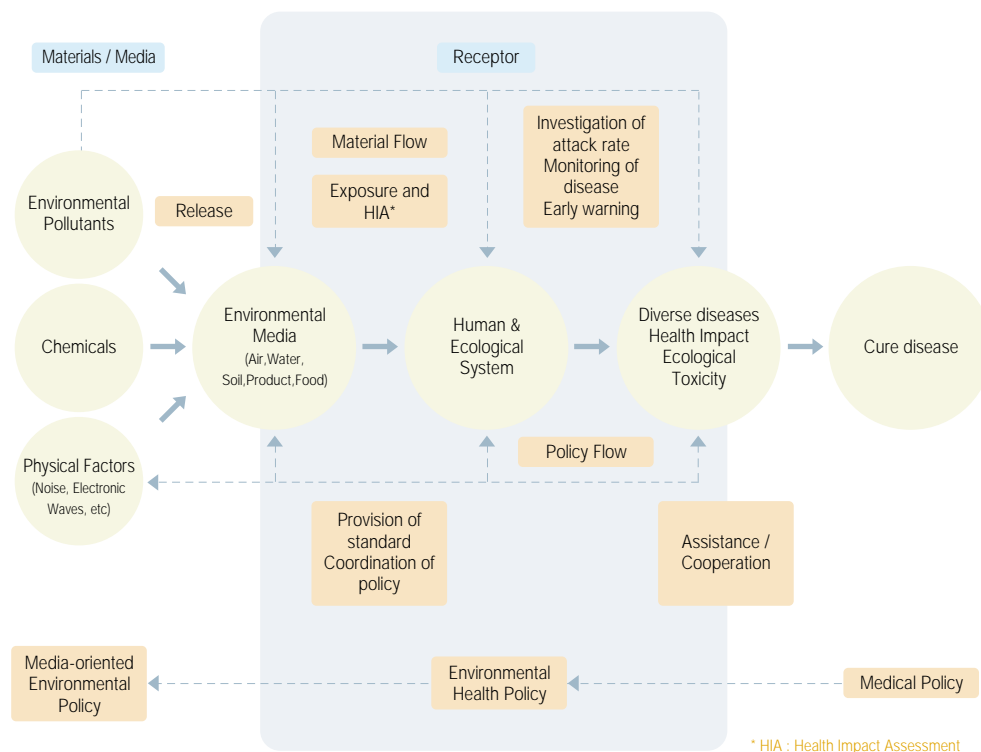 Materials / Media
Receptor
Material Flow
Exposure and
HIA*
Investigation of
attack rate
Monitoring of
disease
Early warning
Environmental
Pollutants
Release
Chemicals
Environmental
Media
(Air,Water,
Soil,Product,Food)
Human &
Ecological
System
Diverse diseases
Health Impact
Ecological
Toxicity
Cure disease
Physical Factors
(Noise, Electronic
Waves, etc)
Policy Flow
Provision of
standard
Coordination of
policy
Assistance /
Cooperation
Media-oriented
Environmental
Policy
Environmental
Health Policy
Medical Policy
* HIA : Health Impact Assessment